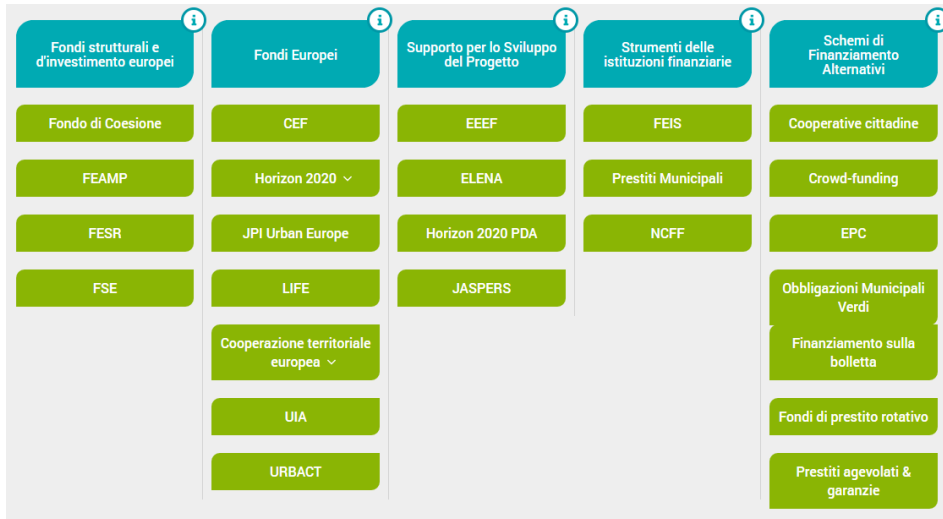 Fondi strutturali e
d'investimento europei
Fondo di Coesione
FEAMP
FESR
FSE
Fondi Europei
CEF
Horizon 2020
JPI Urban Europe
LIFE
Cooperazione territoriale
europea
UIA
URBACT
Supporto per lo Sviluppo
del Progetto
EEEF
ELENA
Horizon 2020 PDA
JASPERS
Strumenti delle
istituzioni finanziarie
FEIS
Prestiti Municipali
NCFF
Schemi di
Finanziamento
Alternativi
Cooperative cittadine
Crowd-funding
EPC
Obbligazioni Municipali
Verdi
Finanziamento sulla
bolletta
Fondi di prestito rotativo
Prestiti agevolati &
garanzie